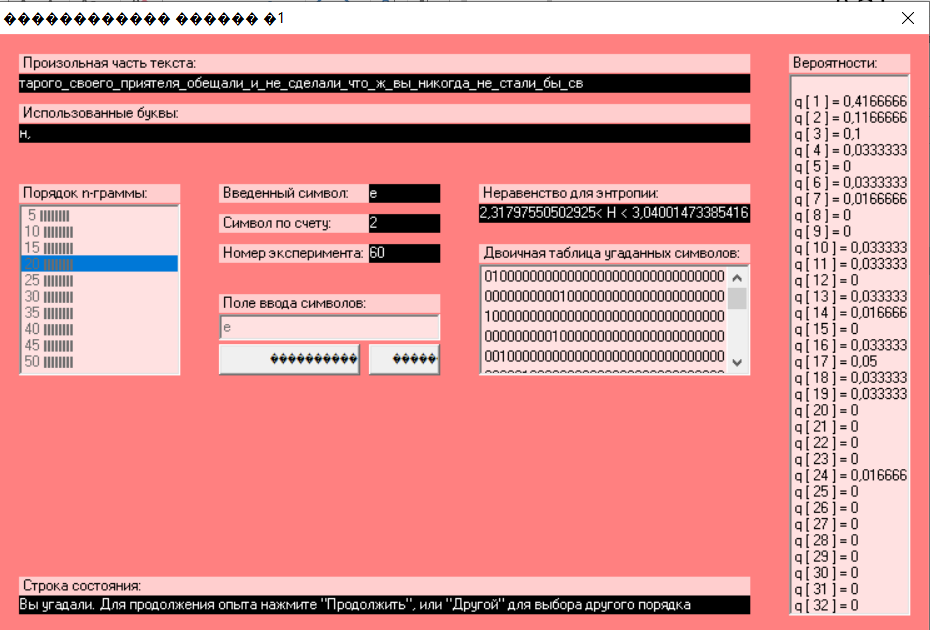 ������������� ������ �1
Произольная часть текста:
тарого_своего_приятеля_обещали_и_не_сделали_что_ж_вы_никогда_не_стали_бы_св
Использованные буквы:
н,
Порядок n-граммы:
5
10
15
20
25
30
35
40
45
50
Введенный символ: е
Символ по счету: 2
Номер эксперимента: 60
Поле ввода символов:
е
���������� �����
Неравенство для энтропии:
2,31797550502925< H < 3,04001473385416
Двоичная таблица угаданных символов:
01000000000000000000000000000000
00000000001000000000000000000000
10000000000000000000000000000000
00000000010000000000000000000000
00100000000000000000000000000000
Вероятности:
q [ 1 ] = 0,4166666
q [ 2 ] = 0,1166666
q [ 3 ] = 0,1
q [ 4 ] = 0,0333333
q [ 5 ] = 0
q [ 6 ] = 0,0333333
q [ 7 ] = 0,0166666
q [ 8 ] = 0
q [ 9 ] = 0
q [ 10 ] = 0,033333
q [ 11 ] = 0,033333
q [ 12 ] = 0
q [ 13 ] = 0,033333
q [ 14 ] = 0,016666
q [ 15 ] = 0
q [ 16 ] = 0,033333
q [ 17 ] = 0,05
q [ 18 ] = 0,033333
q [ 19 ] = 0,033333
q [ 20 ] = 0
q [ 21 ] = 0
q [ 22 ] = 0
q [ 23 ] = 0
q [ 24 ] = 0,016666
q [ 25 ] = 0
q [ 26 ] = 0
q [ 27 ] = 0
q [ 28 ] = 0
q [ 29 ] = 0
q [ 30 ] = 0
q [ 31 ] = 0
q [ 32 ] = 0
Строка состояния:
Вы угадали. Для продолжения опыта нажмите "Продолжить", или "Другой" для выбора другого порядка